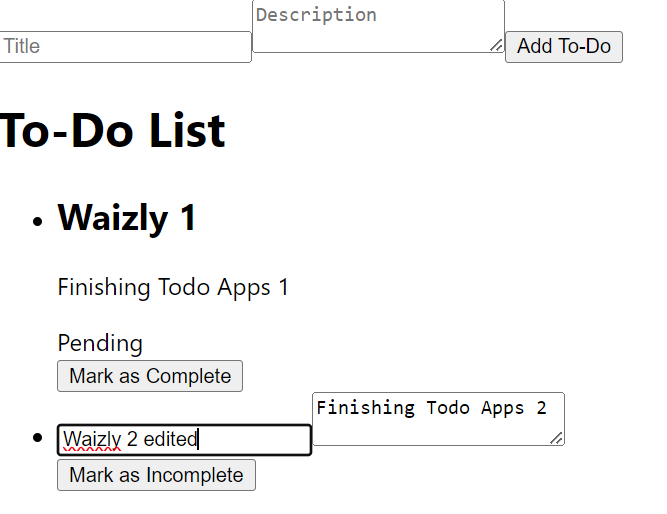 Description
Title
Add To-Do
To-Do List
Waizly 1
Finishing Todo Apps 1
Pending
Mark as Complete
Finishing Todo Apps 2
Waizly 2 edited
Mark as Incomplete